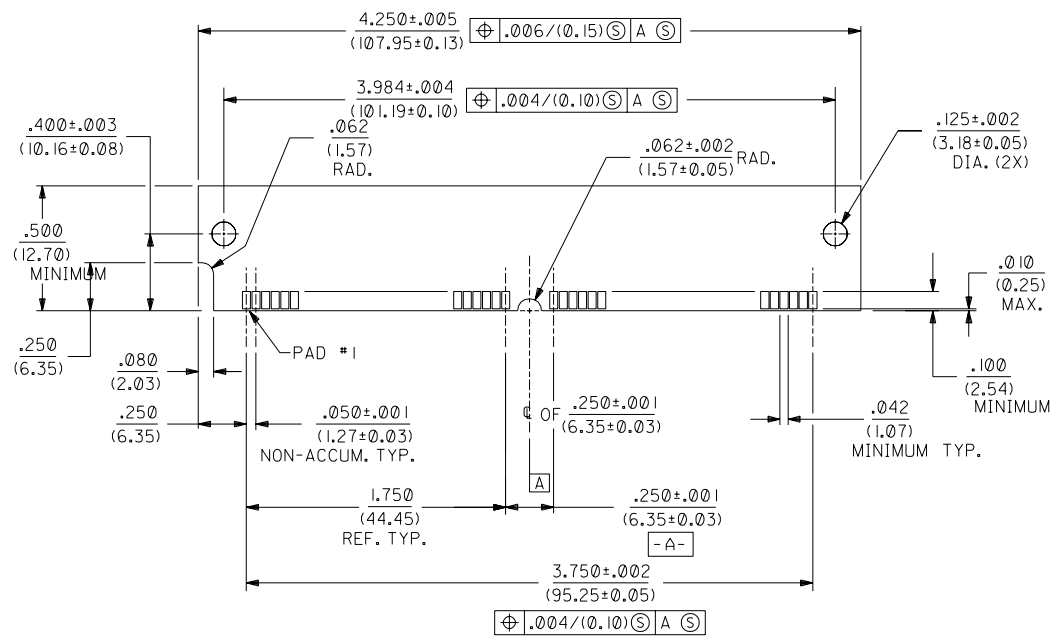 4.250±.005
(107.95±0.13)
⌖ .006/(0.15)Ⓢ A Ⓢ
3.984±.004
(101.19±0.10)
⌖ .004/(0.10)Ⓢ A Ⓢ
.400±.003
(10.16±0.08)
.062
(1.57)
RAD.
.062±.002
(1.57±0.05)
RAD.
.125±.002
(3.18±0.05)
DIA. (2X)
.500
(12.70)
MINIMUM
.010
(0.25)
MAX.
.250
(6.35)
.080
(2.03)
PAD #1
.100
(2.54)
MINIMUM
.250
(6.35)
.050±.001
(1.27±0.03)
NON-ACCUM. TYP.
℄ OF .250±.001
(6.35±0.03)
.042
(1.07)
MINIMUM TYP.
A
1.750
(44.45)
REF. TYP.
.250±.001
(6.35±0.03)
-A-
3.750±.002
(95.25±0.05)
⌖ .004/(0.10)Ⓢ A Ⓢ